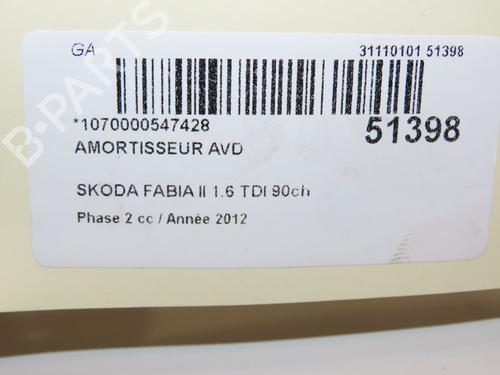 GA
31110101 51398
*1070000547428
51398
AMORTISSEUR AVD
SKODA FABIA II 1.6 TDI 90ch
Phase 2 cc / Année 2012
B-PARTS